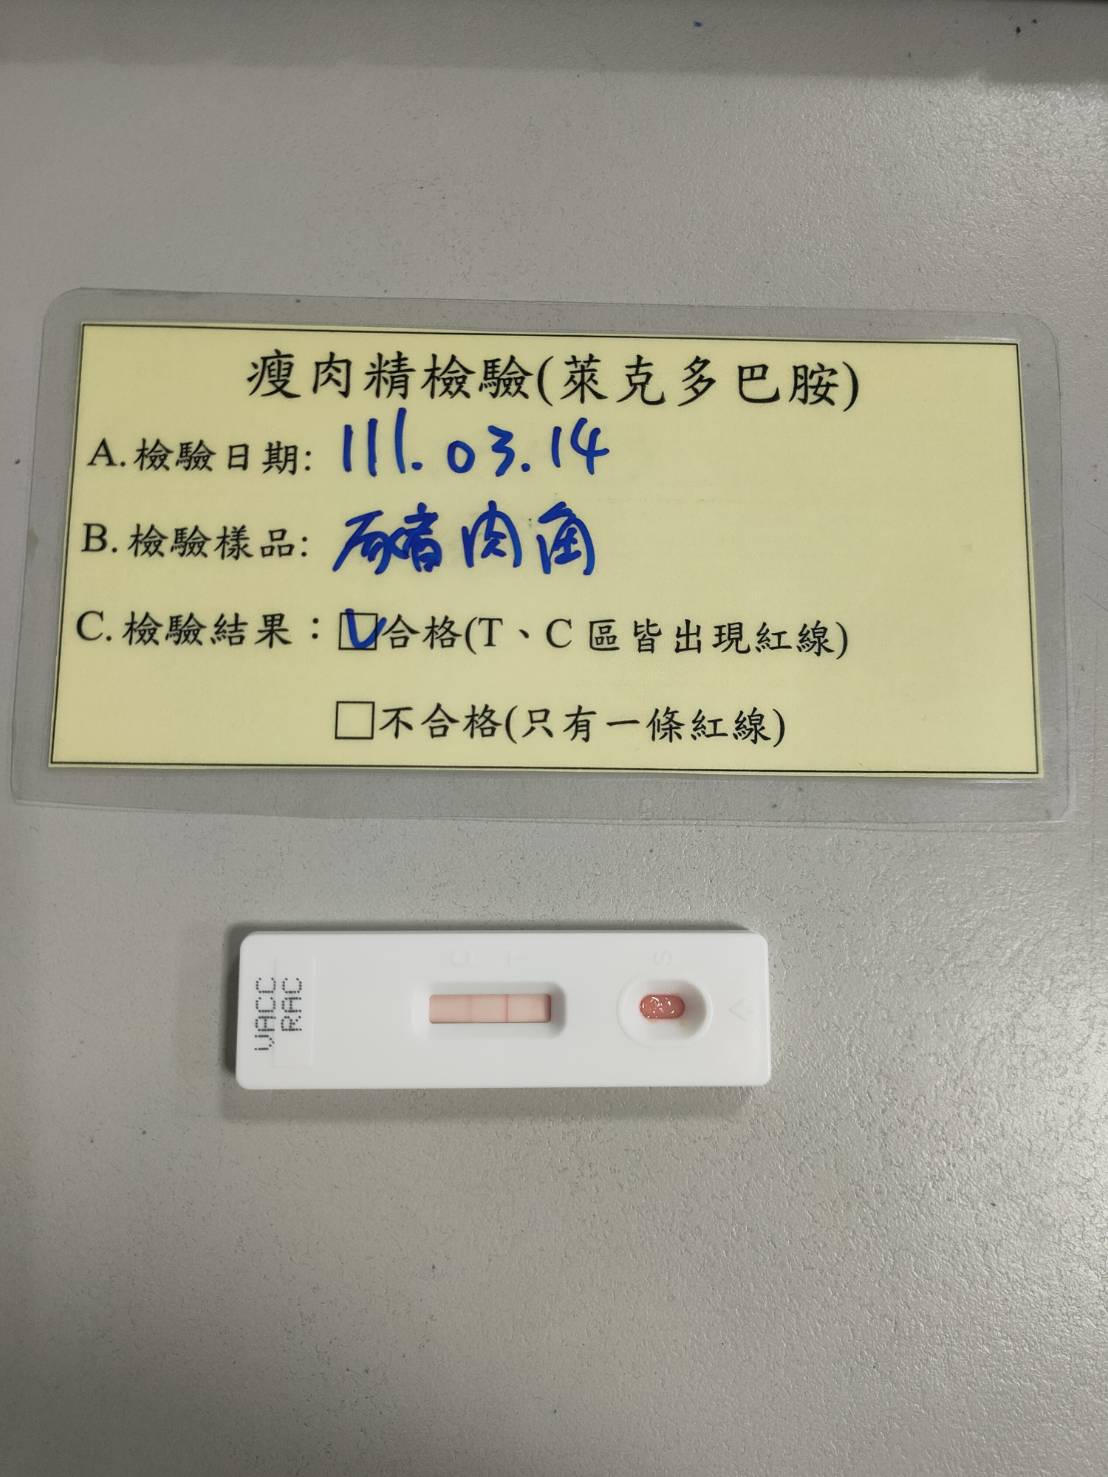 瘦肉精檢驗(萊克多巴胺)
A.檢驗日期: 111.03.14
B.檢驗樣品: 豬肉角
C.檢驗結果：☑合格(T、C區皆出現紅線)
□不合格(只有一條紅線)
C T S
VACC
RAC